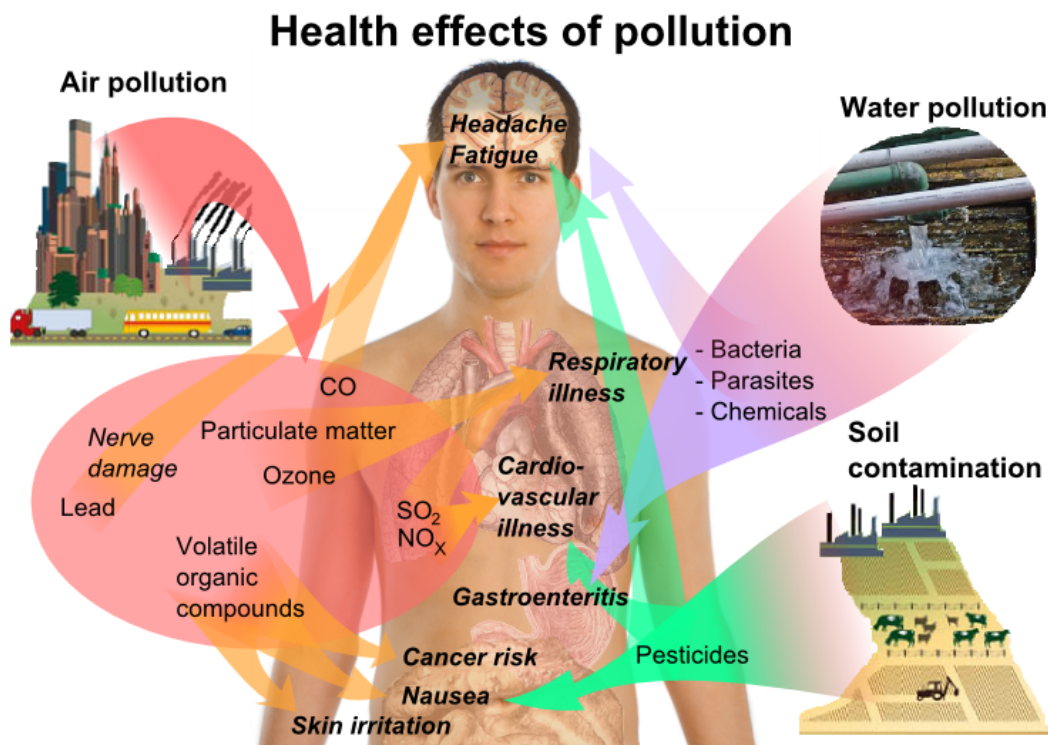 Health effects of pollution
Air pollution
Water pollution
Headache
Fatigue
Respiratory
illness
- Bacteria
- Parasites
- Chemicals
CO
Particulate matter
Nerve
damage
Ozone
Lead
SO₂
NOₓ
Cardio-
vascular
illness
Soil
contamination
Volatile
organic
compounds
Gastroenteritis
Cancer risk
Pesticides
Nausea
Skin irritation